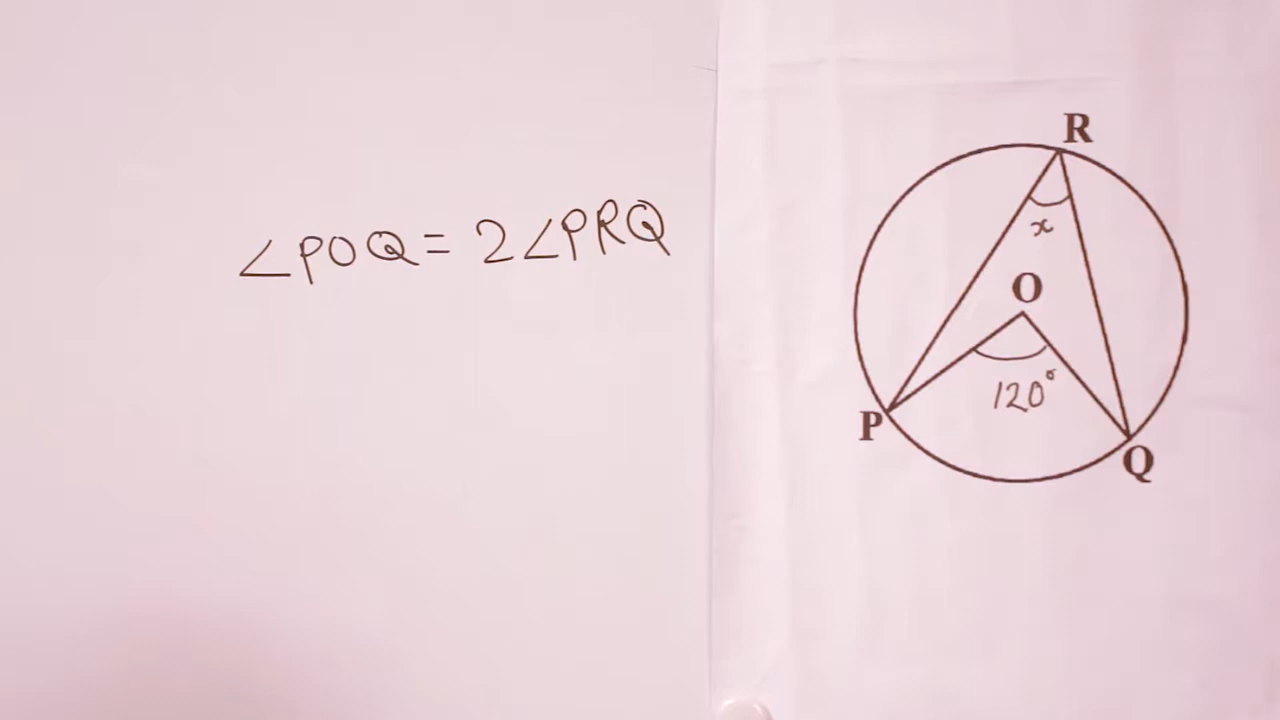 ∠POQ = 2∠PRQ
R
x
O
120°
P
Q